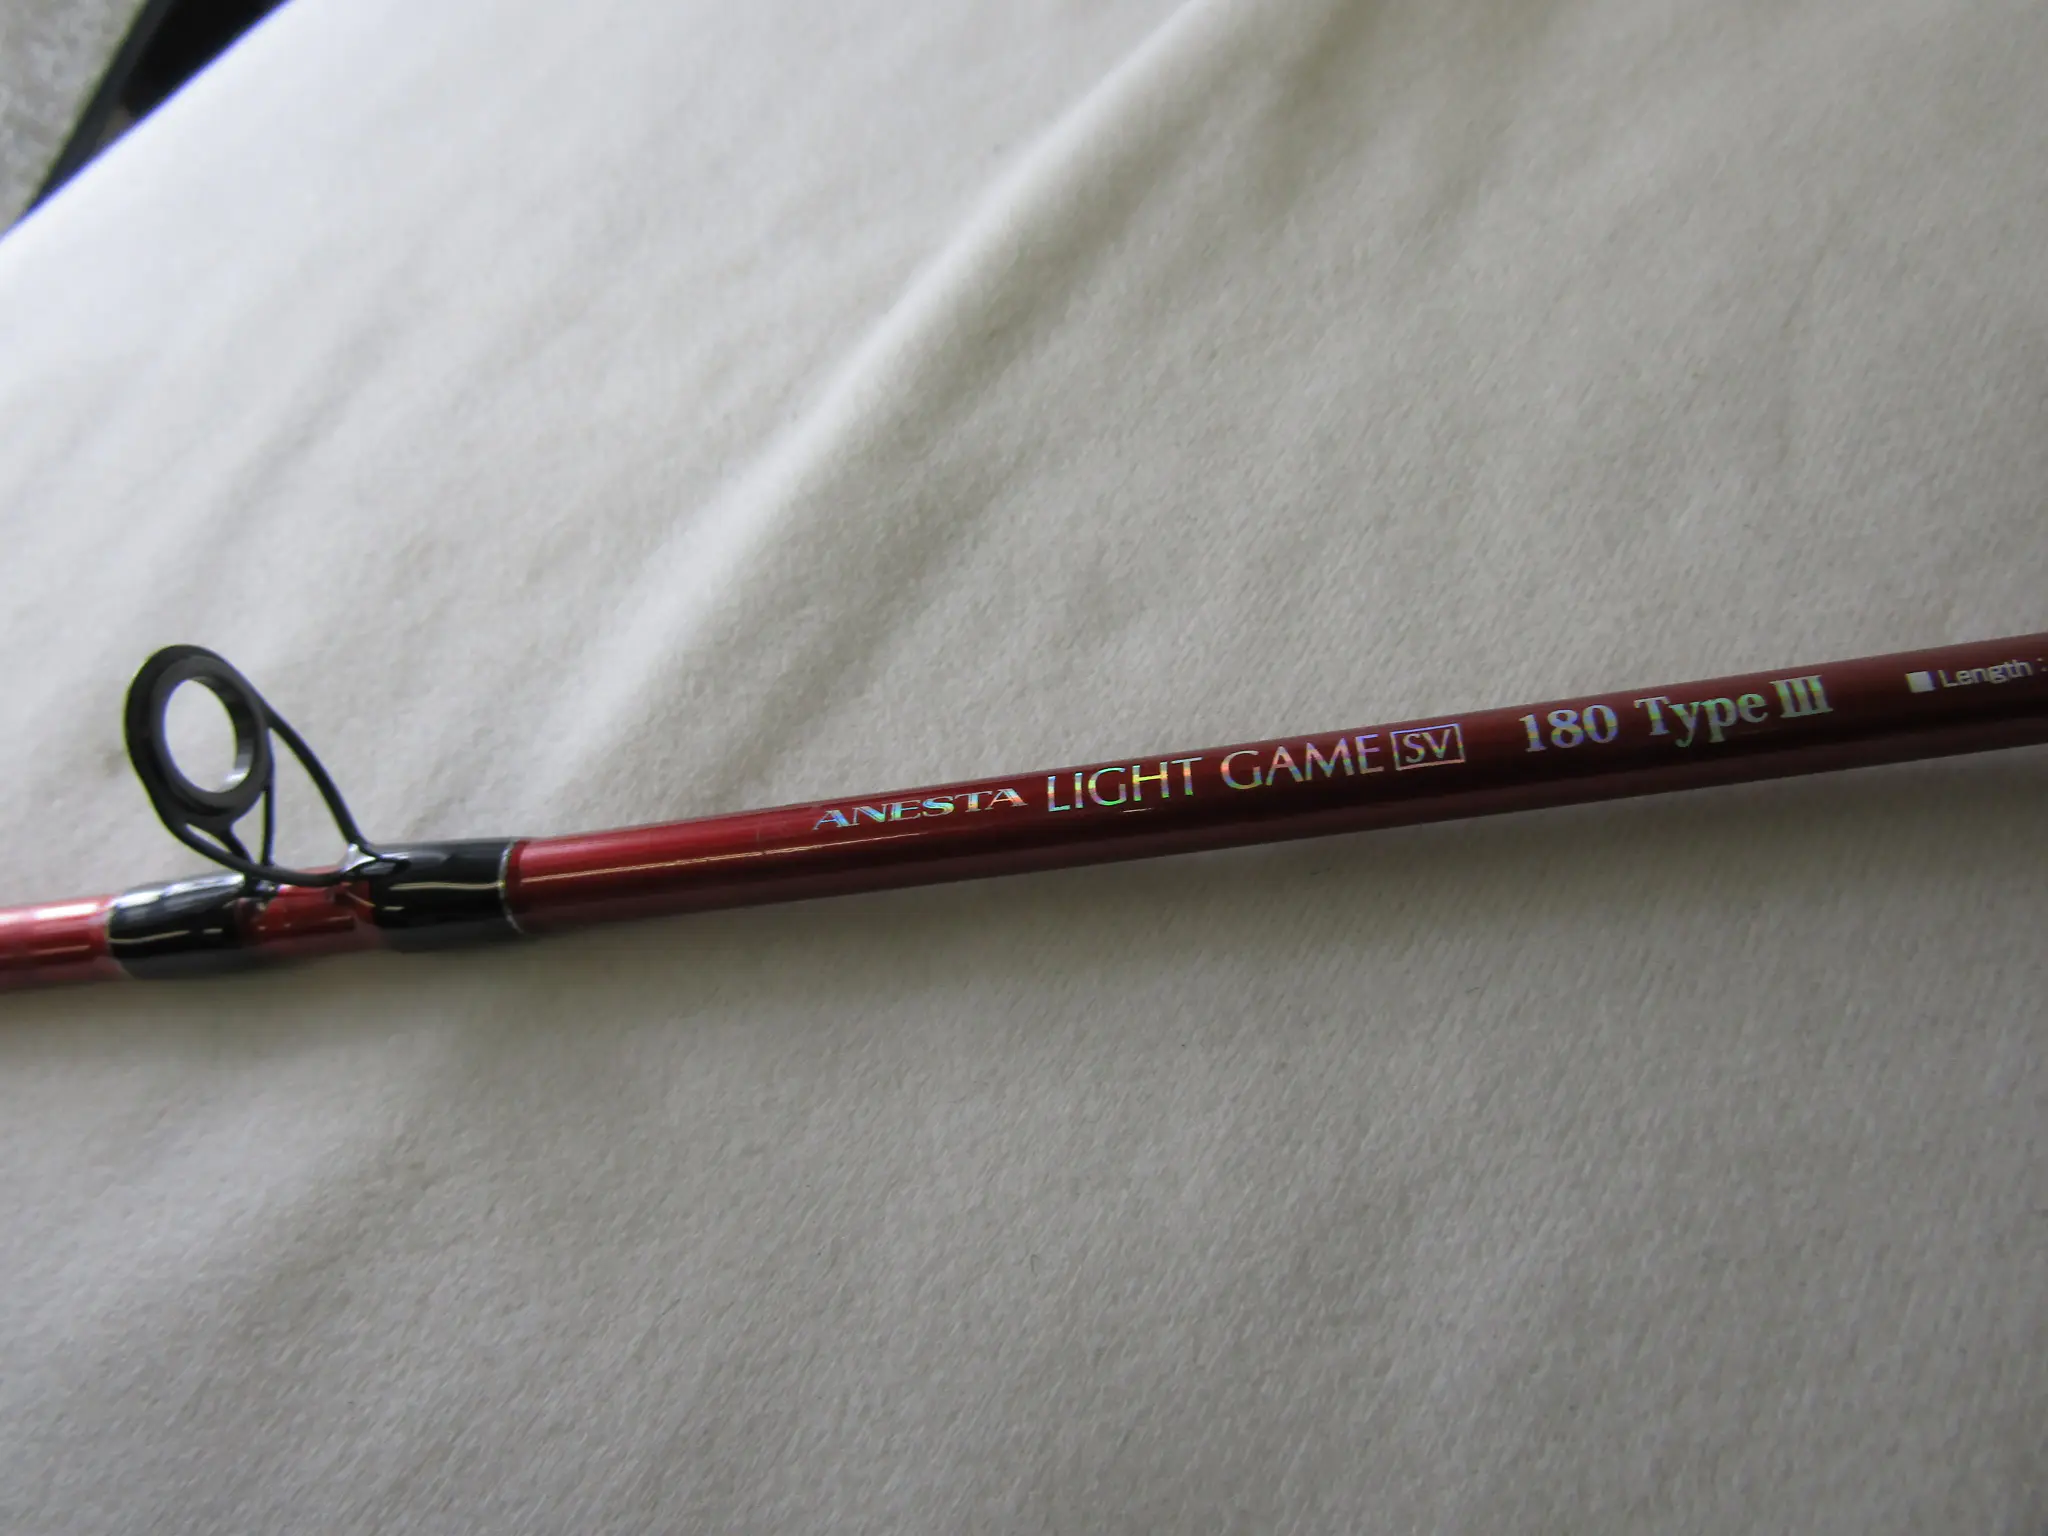 ANESTA LIGHT GAME SV 180 Type III ■Length: